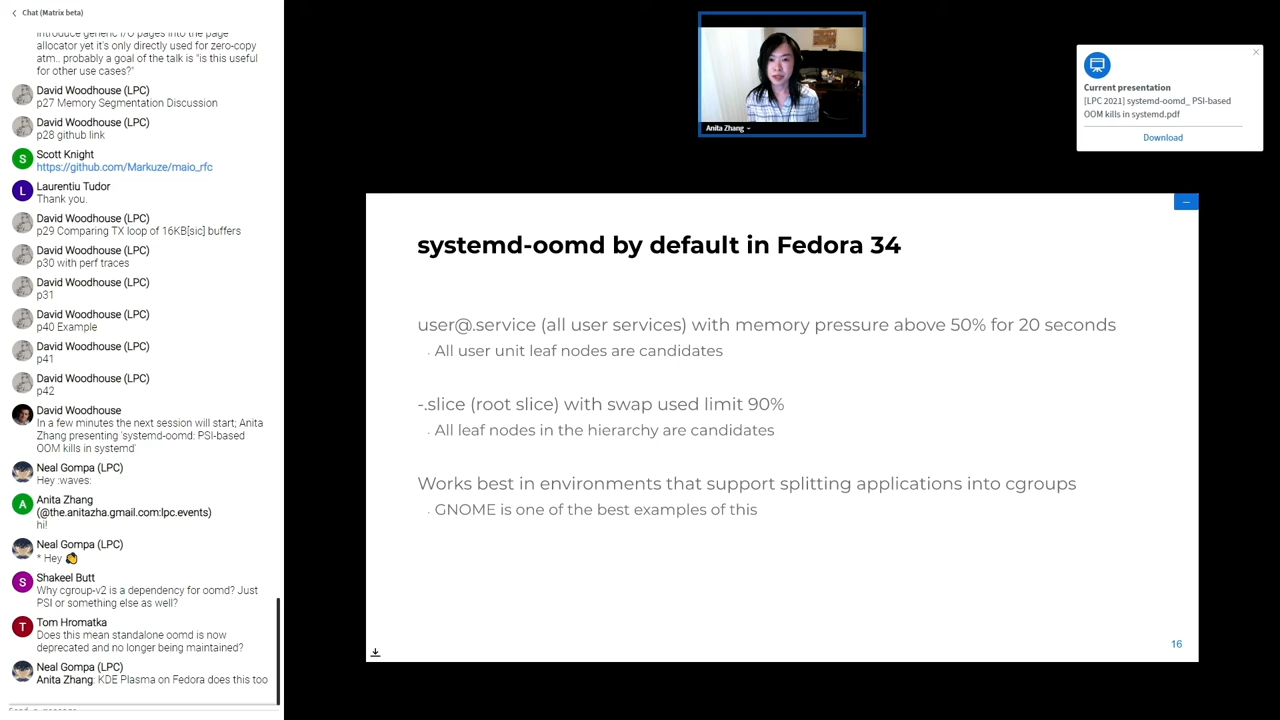 Chat (Matrix beta)
introduce generic I/O pages into the page
allocator yet it's only directly used for zero-copy
atm.. probably a goal of the talk is "is this useful
for other use cases?"
David Woodhouse (LPC)
p27 Memory Segmentation Discussion
David Woodhouse (LPC)
p28 github link
S
Scott Knight
https://github.com/Markuze/maio_rfc
L
Laurentiu Tudor
Thank you.
David Woodhouse (LPC)
p29 Comparing TX loop of 16KB[sic] buffers
David Woodhouse (LPC)
p30 with perf traces
David Woodhouse (LPC)
p31
David Woodhouse (LPC)
p40 Example
David Woodhouse (LPC)
p41
David Woodhouse (LPC)
p42
David Woodhouse
In a few minutes the next session will start; Anita
Zhang presenting 'systemd-oomd: PSI-based
OOM kills in systemd'
Neal Gompa (LPC)
Hey :waves:
A
Anita Zhang
(@the.anitazha.gmail.com:lpc.events)
hi!
Neal Gompa (LPC)
* Hey 👋
S
Shakeel Butt
Why cgroup-v2 is a dependency for oomd? Just
PSI or something else as well?
T
Tom Hromatka
Does this mean standalone oomd is now
deprecated and no longer being maintained?
Neal Gompa (LPC)
Anita Zhang: KDE Plasma on Fedora does this too
Send a message
Anita Zhang
Current presentation
[LPC 2021] systemd-oomd_ PSI-based
OOM kills in systemd.pdf
Download
systemd-oomd by default in Fedora 34
user@.service (all user services) with memory pressure above 50% for 20 seconds
· All user unit leaf nodes are candidates
-.slice (root slice) with swap used limit 90%
· All leaf nodes in the hierarchy are candidates
Works best in environments that support splitting applications into cgroups
· GNOME is one of the best examples of this
16